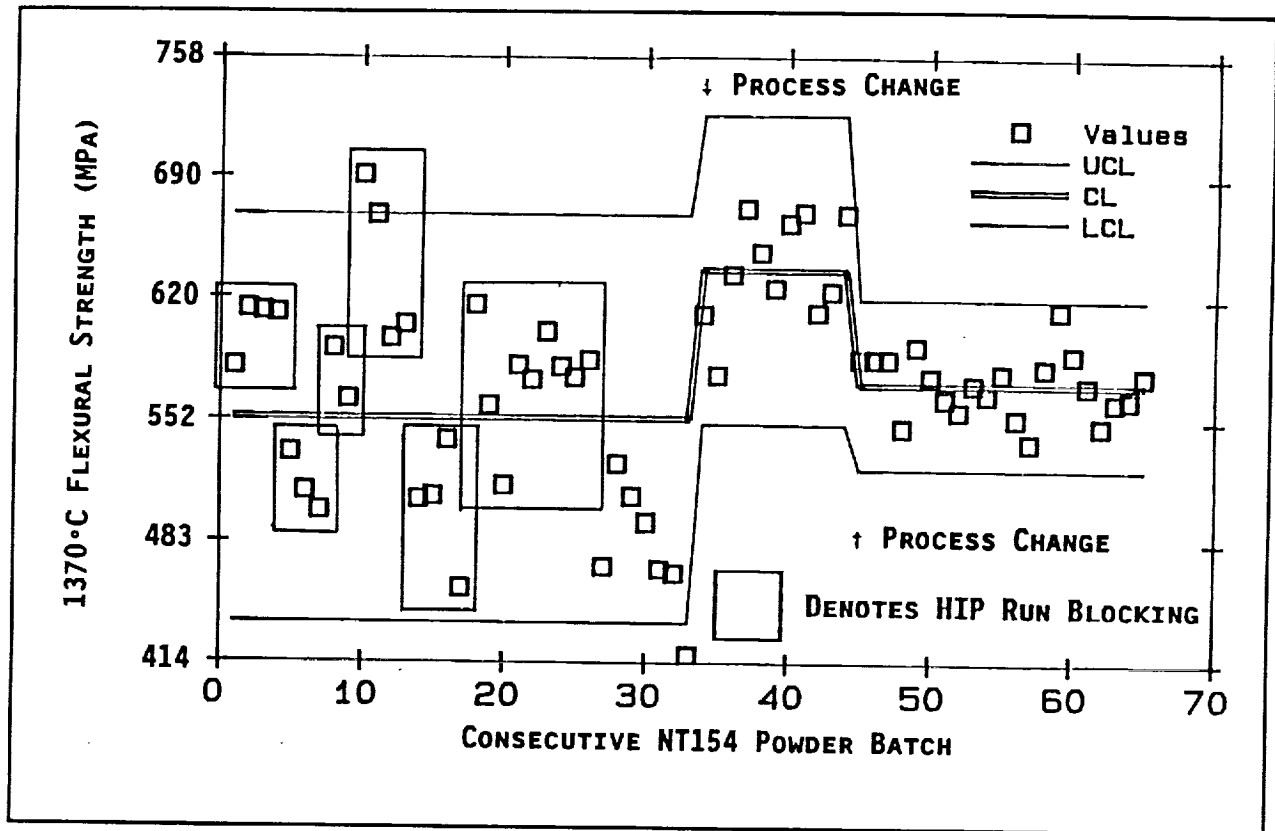 1370°C FLEXURAL STRENGTH (MPA)
758
690
620
552
483
414
↓ PROCESS CHANGE
Values
UCL
CL
LCL
↑ PROCESS CHANGE
DENOTES HIP RUN BLOCKING
0 10 20 30 40 50 60 70
CONSECUTIVE NT154 POWDER BATCH